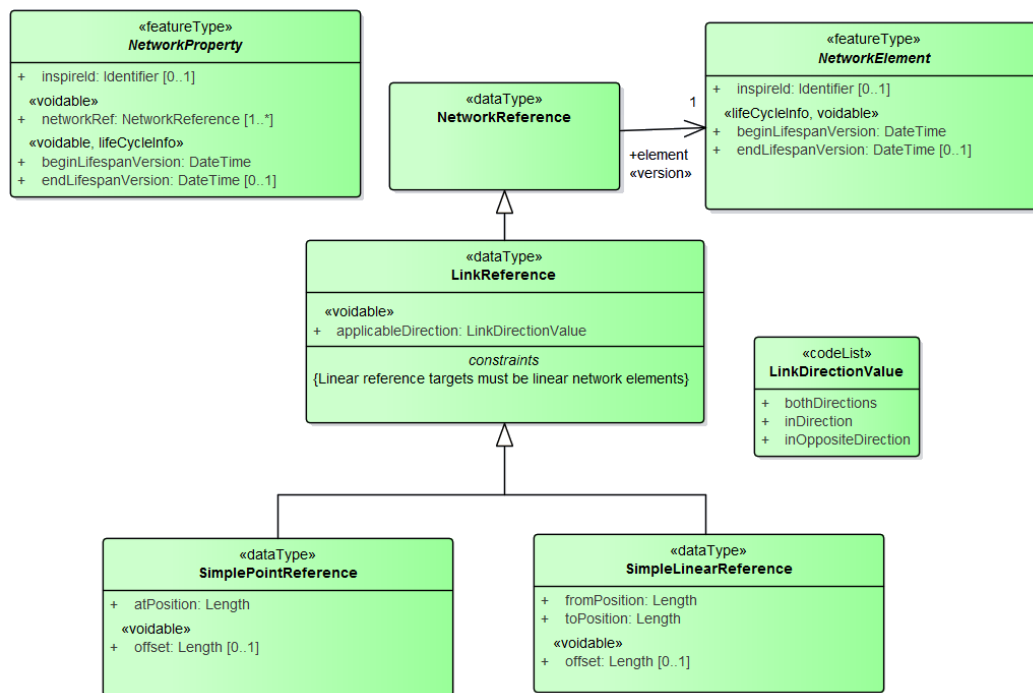 «featureType»
NetworkProperty
+ inspireId: Identifier [0..1]
«voidable»
+ networkRef: NetworkReference [1..*]
«voidable, lifeCycleInfo»
+ beginLifespanVersion: DateTime
+ endLifespanVersion: DateTime [0..1]
«dataType»
NetworkReference
1
+element
«version»
«featureType»
NetworkElement
+ inspireId: Identifier [0..1]
«lifeCycleInfo, voidable»
+ beginLifespanVersion: DateTime
+ endLifespanVersion: DateTime [0..1]
«dataType»
LinkReference
«voidable»
+ applicableDirection: LinkDirectionValue
constraints
{Linear reference targets must be linear network elements}
«codeList»
LinkDirectionValue
+ bothDirections
+ inDirection
+ inOppositeDirection
«dataType»
SimplePointReference
+ atPosition: Length
«voidable»
+ offset: Length [0..1]
«dataType»
SimpleLinearReference
+ fromPosition: Length
+ toPosition: Length
«voidable»
+ offset: Length [0..1]